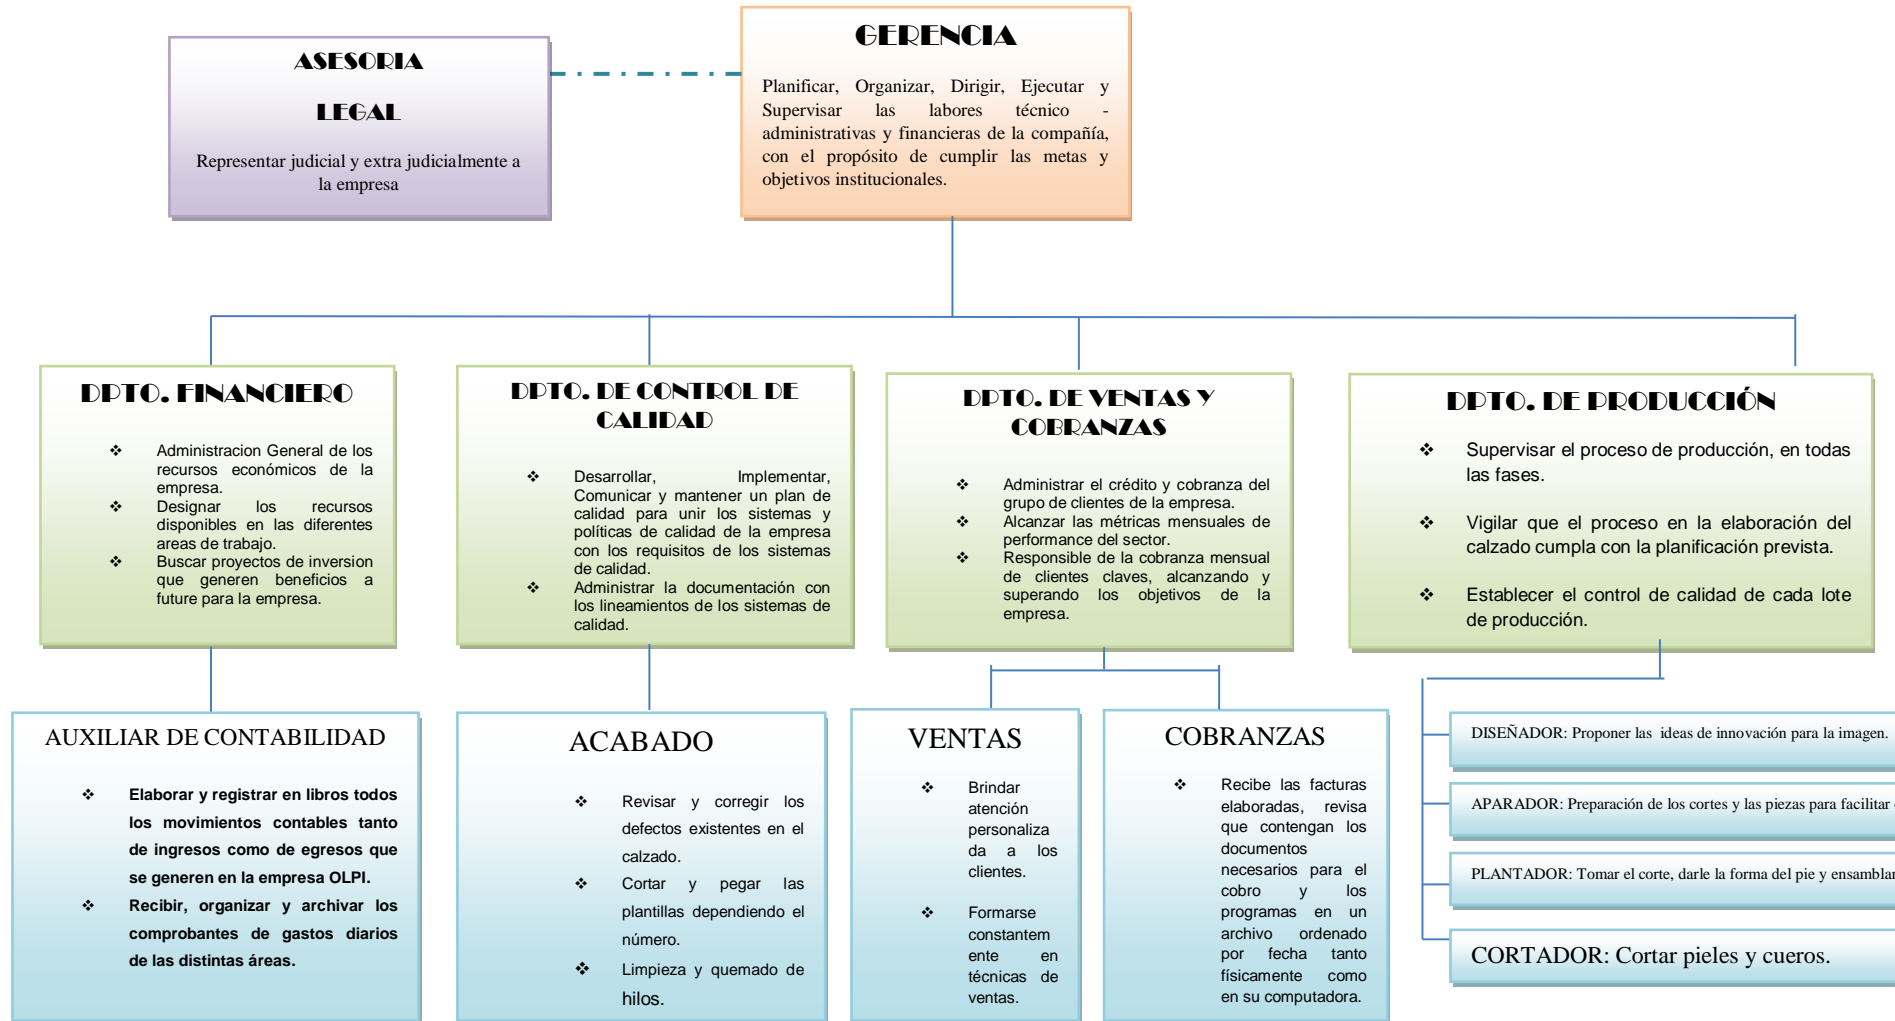 ASESORIA
LEGAL
Representar judicial y extra judicialmente a
la empresa
GERENCIA
Planificar, Organizar, Dirigir, Ejecutar y
Supervisar las labores técnico -
administrativas y financieras de la compañía,
con el propósito de cumplir las metas y
objetivos institucionales.
DPTO. FINANCIERO
❖ Administracion General de los
recursos económicos de la
empresa.
❖ Designar los recursos
disponibles en las diferentes
areas de trabajo.
❖ Buscar proyectos de inversion
que generen beneficios a
future para la empresa.
DPTO. DE CONTROL DE
CALIDAD
❖ Desarrollar, Implementar,
Comunicar y mantener un plan de
calidad para unir los sistemas y
políticas de calidad de la empresa
con los requisitos de los sistemas
de calidad.
❖ Administrar la documentación con
los lineamientos de los sistemas de
calidad.
DPTO. DE VENTAS Y
COBRANZAS
❖ Administrar el crédito y cobranza del
grupo de clientes de la empresa.
❖ Alcanzar las métricas mensuales de
performance del sector.
❖ Responsible de la cobranza mensual
de clientes claves, alcanzando y
superando los objetivos de la
empresa.
DPTO. DE PRODUCCIÓN
❖ Supervisar el proceso de producción, en todas
las fases.
❖ Vigilar que el proceso en la elaboración del
calzado cumpla con la planificación prevista.
❖ Establecer el control de calidad de cada lote
de producción.
AUXILIAR DE CONTABILIDAD
❖ Elaborar y registrar en libros todos
los movimientos contables tanto
de ingresos como de egresos que
se generen en la empresa OLPI.
❖ Recibir, organizar y archivar los
comprobantes de gastos diarios
de las distintas áreas.
ACABADO
❖ Revisar y corregir los
defectos existentes en el
calzado.
❖ Cortar y pegar las
plantillas dependiendo el
número.
❖ Limpieza y quemado de
hilos.
VENTAS
❖ Brindar
atención
personaliza
da a los
clientes.
❖ Formarse
constantem
ente en
técnicas de
ventas.
COBRANZAS
❖ Recibe las facturas
elaboradas, revisa
que contengan los
documentos
necesarios para el
cobro y los
programas en un
archivo ordenado
por fecha tanto
físicamente como
en su computadora.
DISEÑADOR: Proponer las ideas de innovación para la imagen.
APARADOR: Preparación de los cortes y las piezas para facilitar
PLANTADOR: Tomar el corte, darle la forma del pie y ensamblar
CORTADOR: Cortar pieles y cueros.